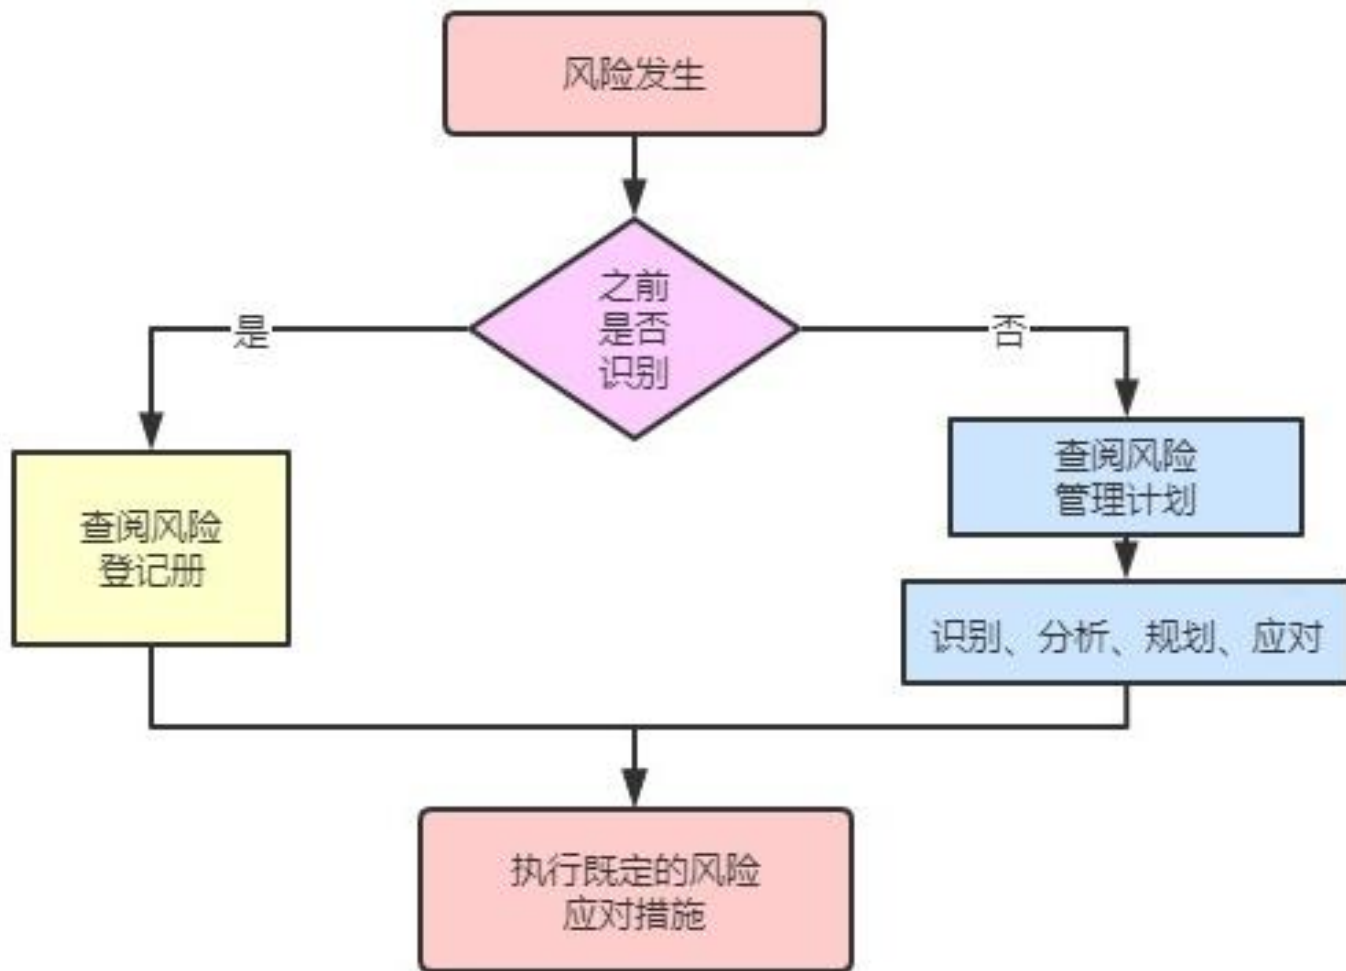 风险发生
之前
是否
识别
是
否
查阅风险
登记册
查阅风险
管理计划
识别、分析、规划、应对
执行既定的风险
应对措施